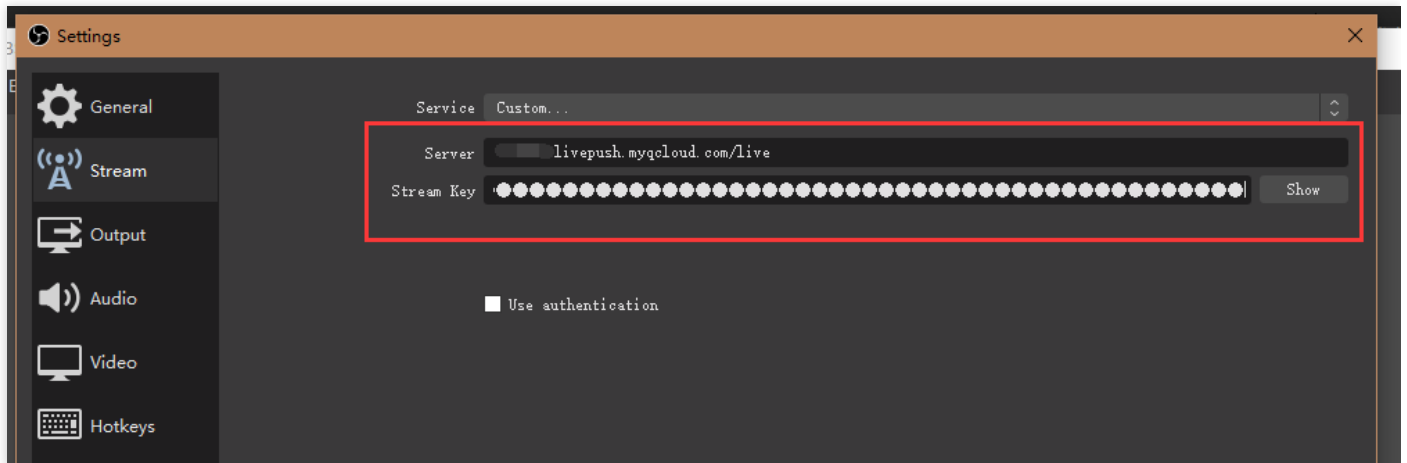 Settings
General
Stream
Output
Audio
Video
Hotkeys
Service Custom...
Server livepush.myqcloud.com/live
Stream Key Show
Use authentication